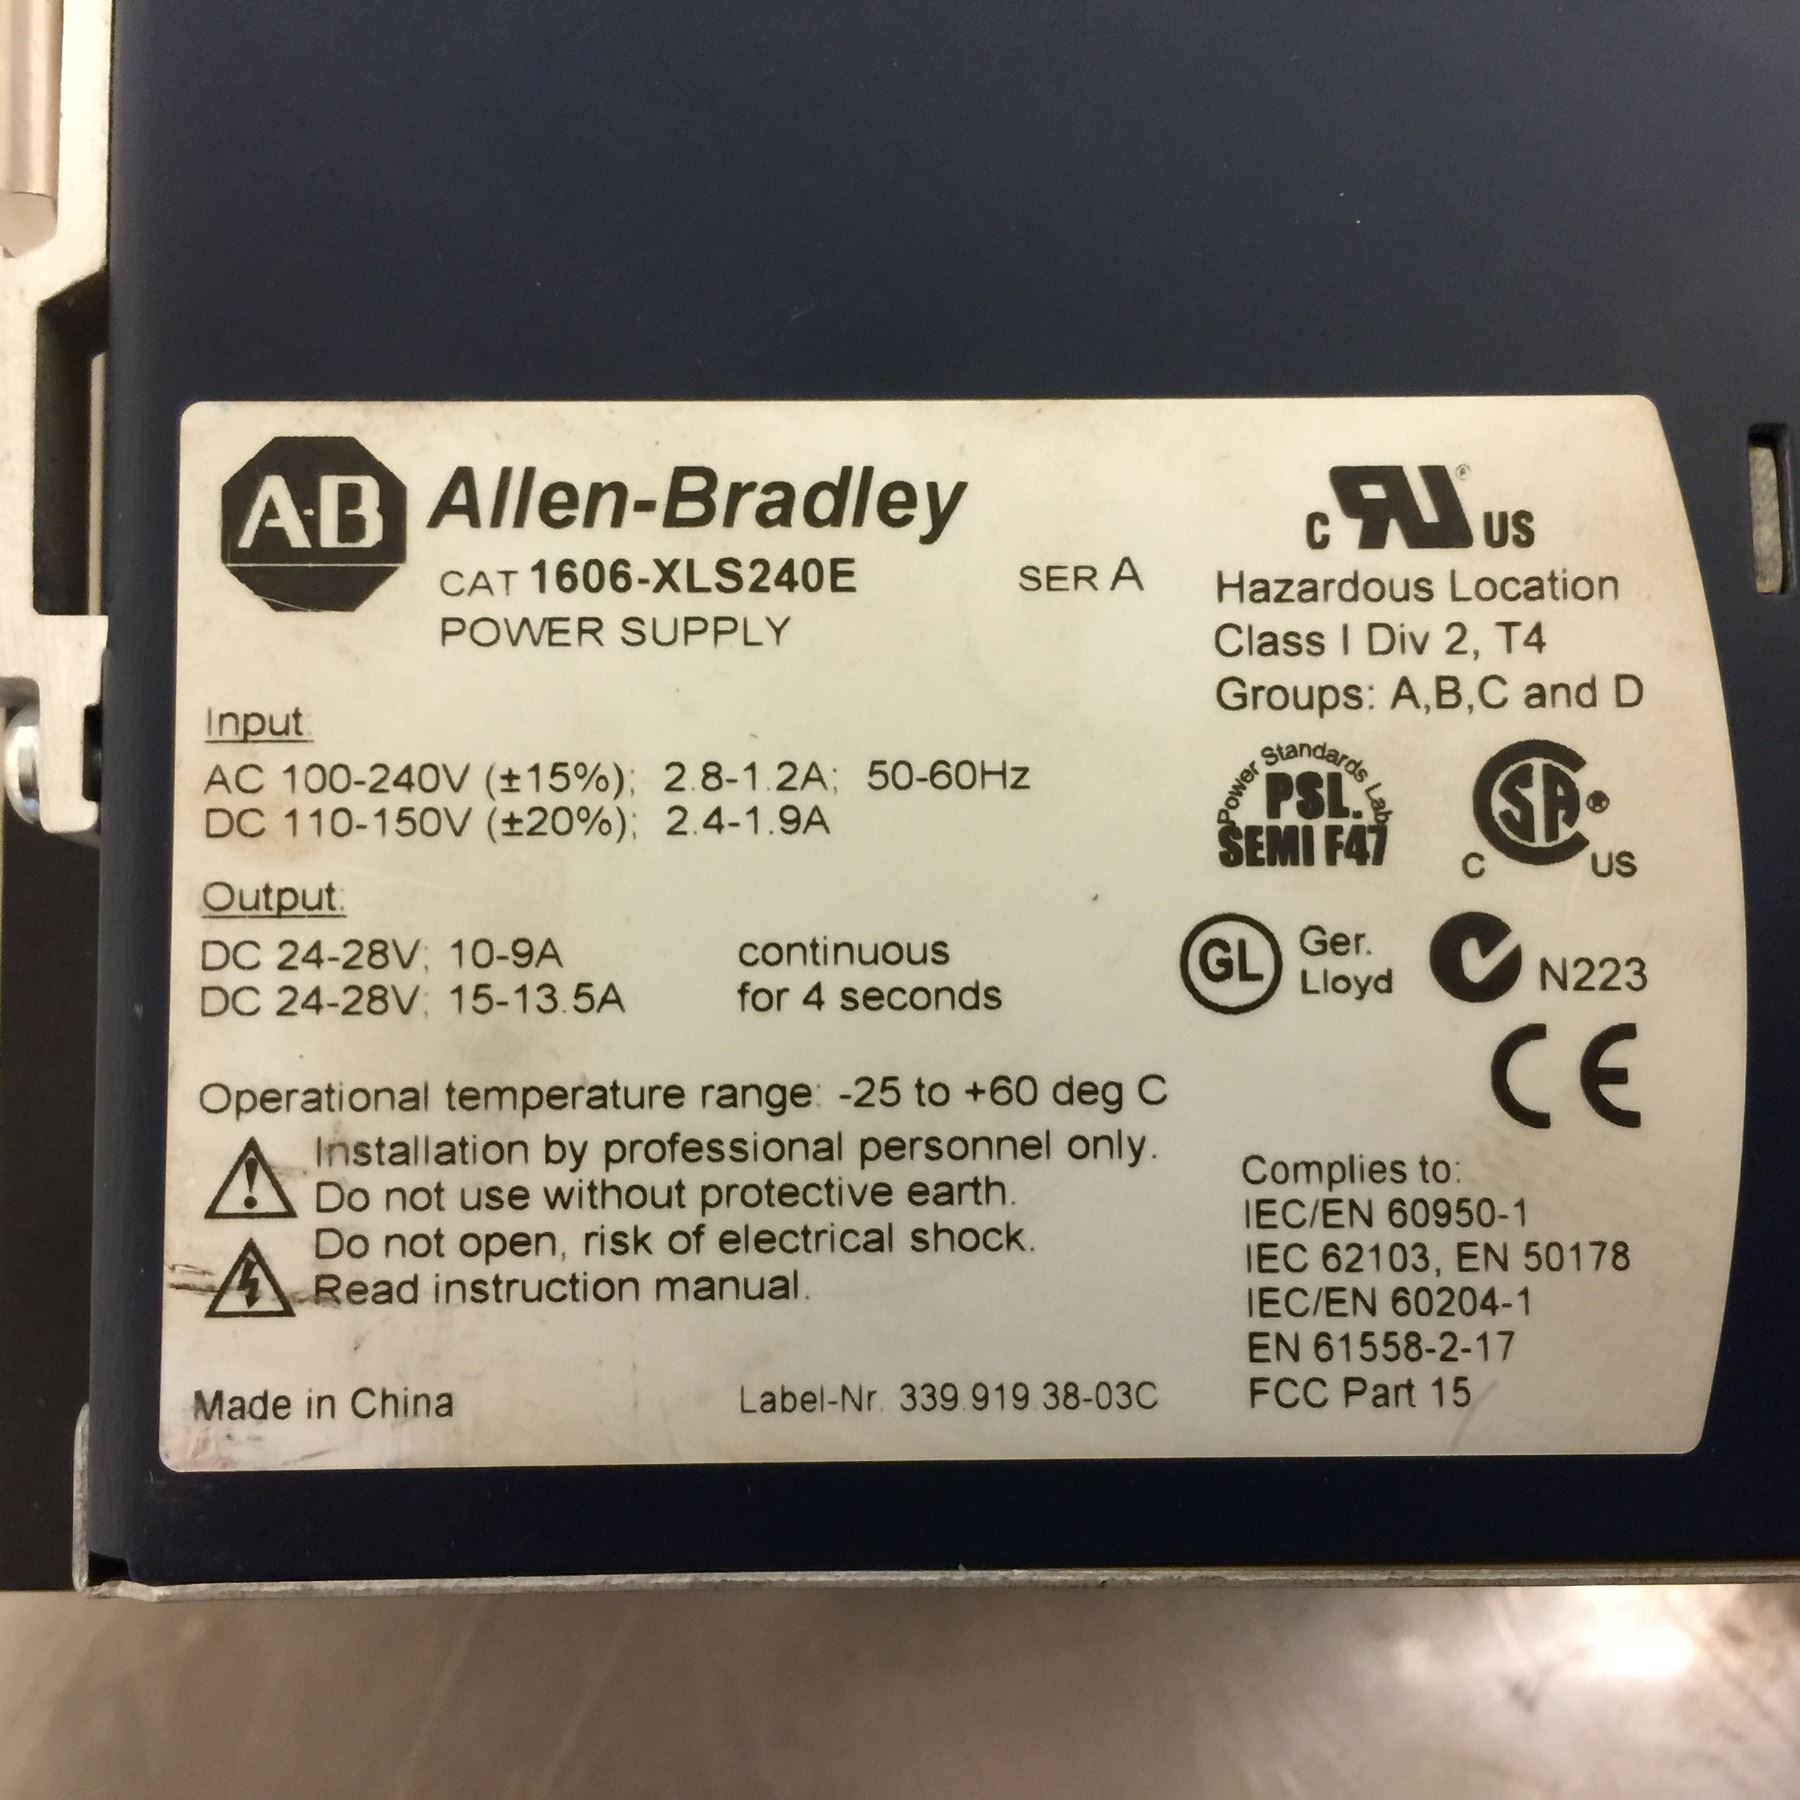 A·B Allen-Bradley
CAT 1606-XLS240E SER A
POWER SUPPLY
Input:
AC 100-240V (±15%); 2.8-1.2A; 50-60Hz
DC 110-150V (±20%); 2.4-1.9A
Output:
DC 24-28V; 10-9A continuous
DC 24-28V; 15-13.5A for 4 seconds
Operational temperature range: -25 to +60 deg C
Installation by professional personnel only.
Do not use without protective earth.
Do not open, risk of electrical shock.
Read instruction manual.
Made in China
Label-Nr. 339.919.38-03C
C RU® US
Hazardous Location
Class I Div 2, T4
Groups: A,B,C and D
Power Standards Lab
PSL.
SEMI F47
C SA® US
GL Ger.
Lloyd
N223
CE
Complies to:
IEC/EN 60950-1
IEC 62103, EN 50178
IEC/EN 60204-1
EN 61558-2-17
FCC Part 15